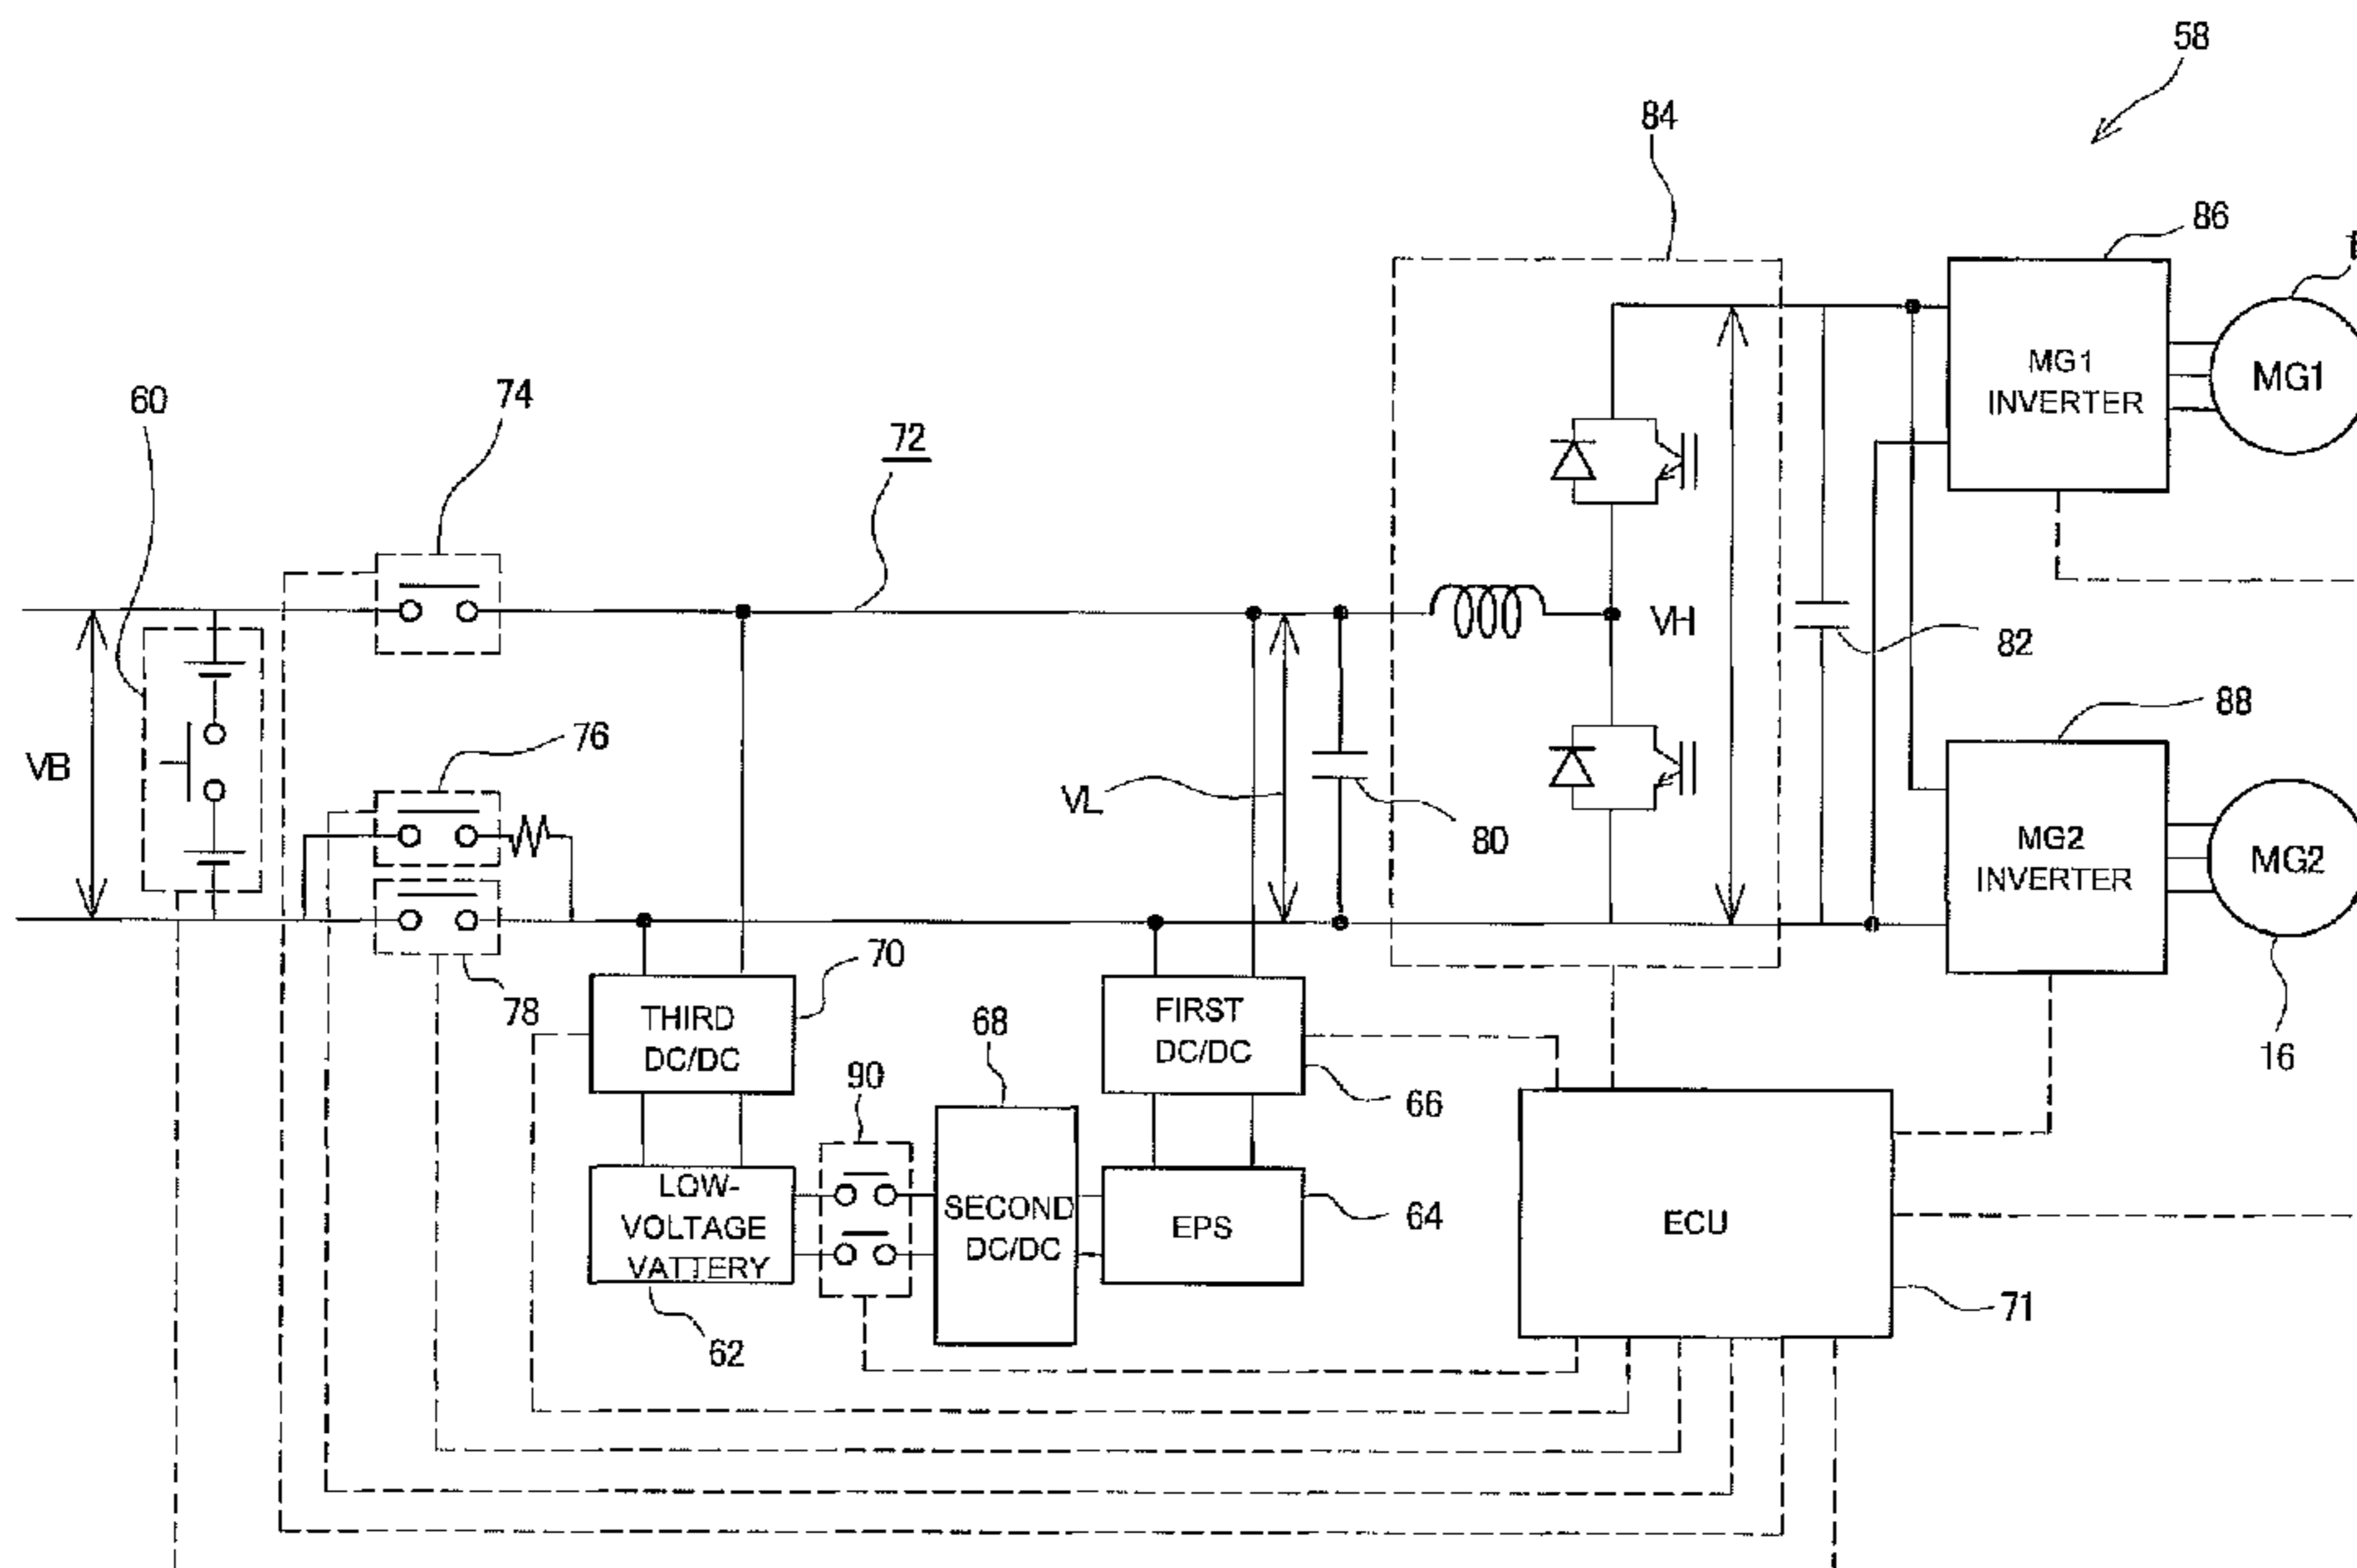 58
84
86
MG1
INVERTER
MG1
74
60
72
VH
82
88
76
VB
VL
80
MG2
INVERTER
MG2
16
70
78
THIRD
DC/DC
68
FIRST
DC/DC
90
66
LOW-
VOLTAGE
VATTERY
SECOND
DC/DC
EPS
64
ECU
71
62